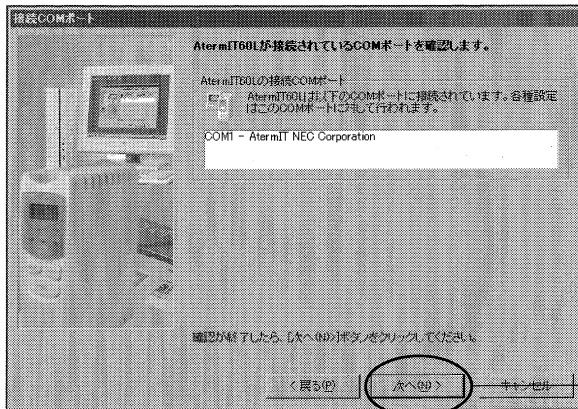 接続COMポート
AtermIT60Lが接続されているCOMポートを確認します。
AtermIT60Lの接続COMポート
AtermIT60Lは以下のCOMポートに接続されています。各種設定
はこのCOMポートに対して行われます。
COM1 - AtermIT NEC Corporation
確認が終了したら、[次へ(N)>]ボタンをクリックしてください。
< 戻る(P)
次へ(N) >
キャンセル